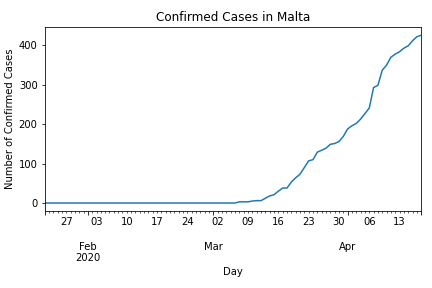 Confirmed Cases in Malta
Number of Confirmed Cases
400
300
200
100
0
27 03 10 17 24 02 09 16 23 30 06 13
Feb Mar Apr
2020
Day